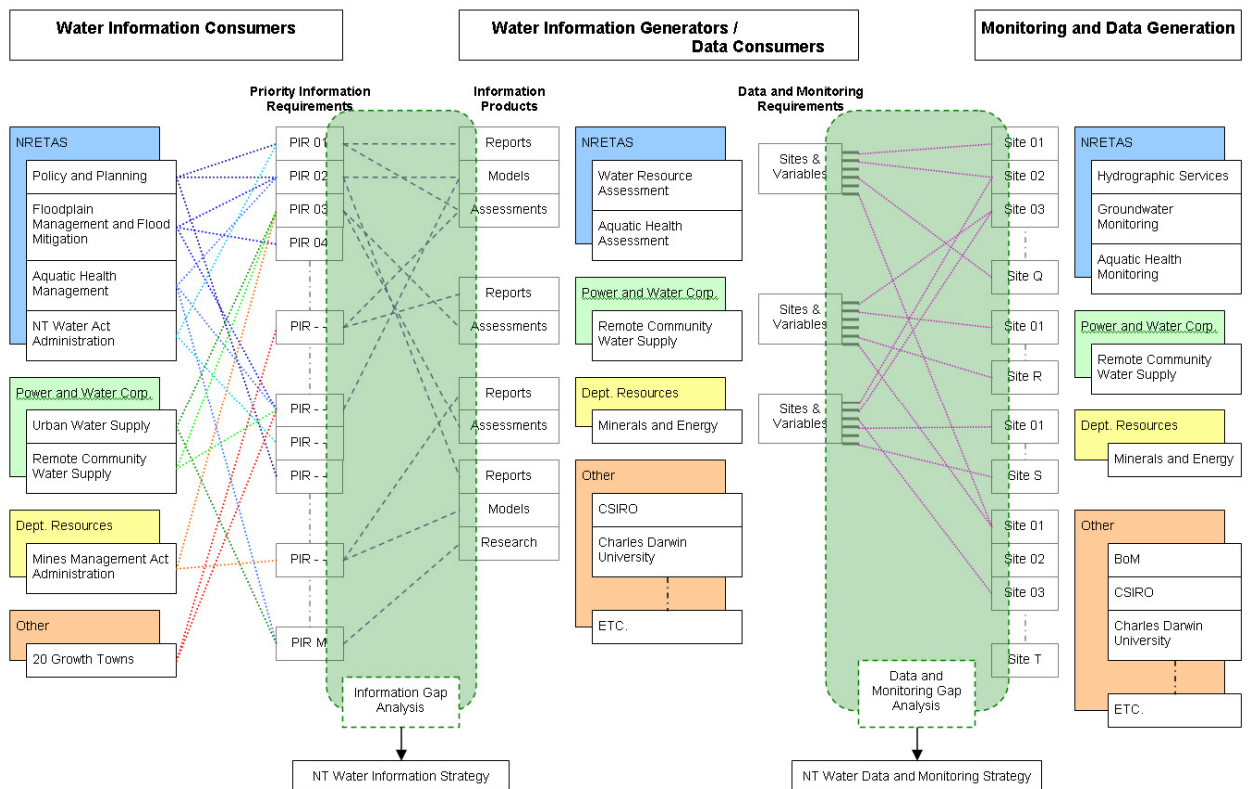 Water Information Consumers
Water Information Generators /
Data Consumers
Monitoring and Data Generation
Priority Information
Requirements
Information
Products
Data and Monitoring
Requirements
NRETAS
Policy and Planning
Floodplain
Management and Flood
Mitigation
Aquatic Health
Management
NT Water Act
Administration
Power and Water Corp.
Urban Water Supply
Remote Community
Water Supply
Dept. Resources
Mines Management Act
Administration
Other
20 Growth Towns
PIR 01
PIR 02
PIR 03
PIR 04
PIR - -
PIR - -
PIR - -
PIR - -
PIR - -
PIR M
Reports
Models
Assessments
Reports
Assessments
Reports
Assessments
Reports
Models
Research
Information Gap
Analysis
NT Water Information Strategy
NRETAS
Water Resource
Assessment
Aquatic Health
Assessment
Power and Water Corp.
Remote Community
Water Supply
Dept. Resources
Minerals and Energy
Other
CSIRO
Charles Darwin
University
ETC.
Sites &
Variables
Sites &
Variables
Sites &
Variables
Site 01
Site 02
Site 03
Site Q
Site 01
Site R
Site 01
Site S
Site 01
Site 02
Site 03
Site T
Data and
Monitoring Gap
Analysis
NT Water Data and Monitoring Strategy
NRETAS
Hydrographic Services
Groundwater
Monitoring
Aquatic Health
Monitoring
Power and Water Corp.
Remote Community
Water Supply
Dept. Resources
Minerals and Energy
Other
BoM
CSIRO
Charles Darwin
University
ETC.